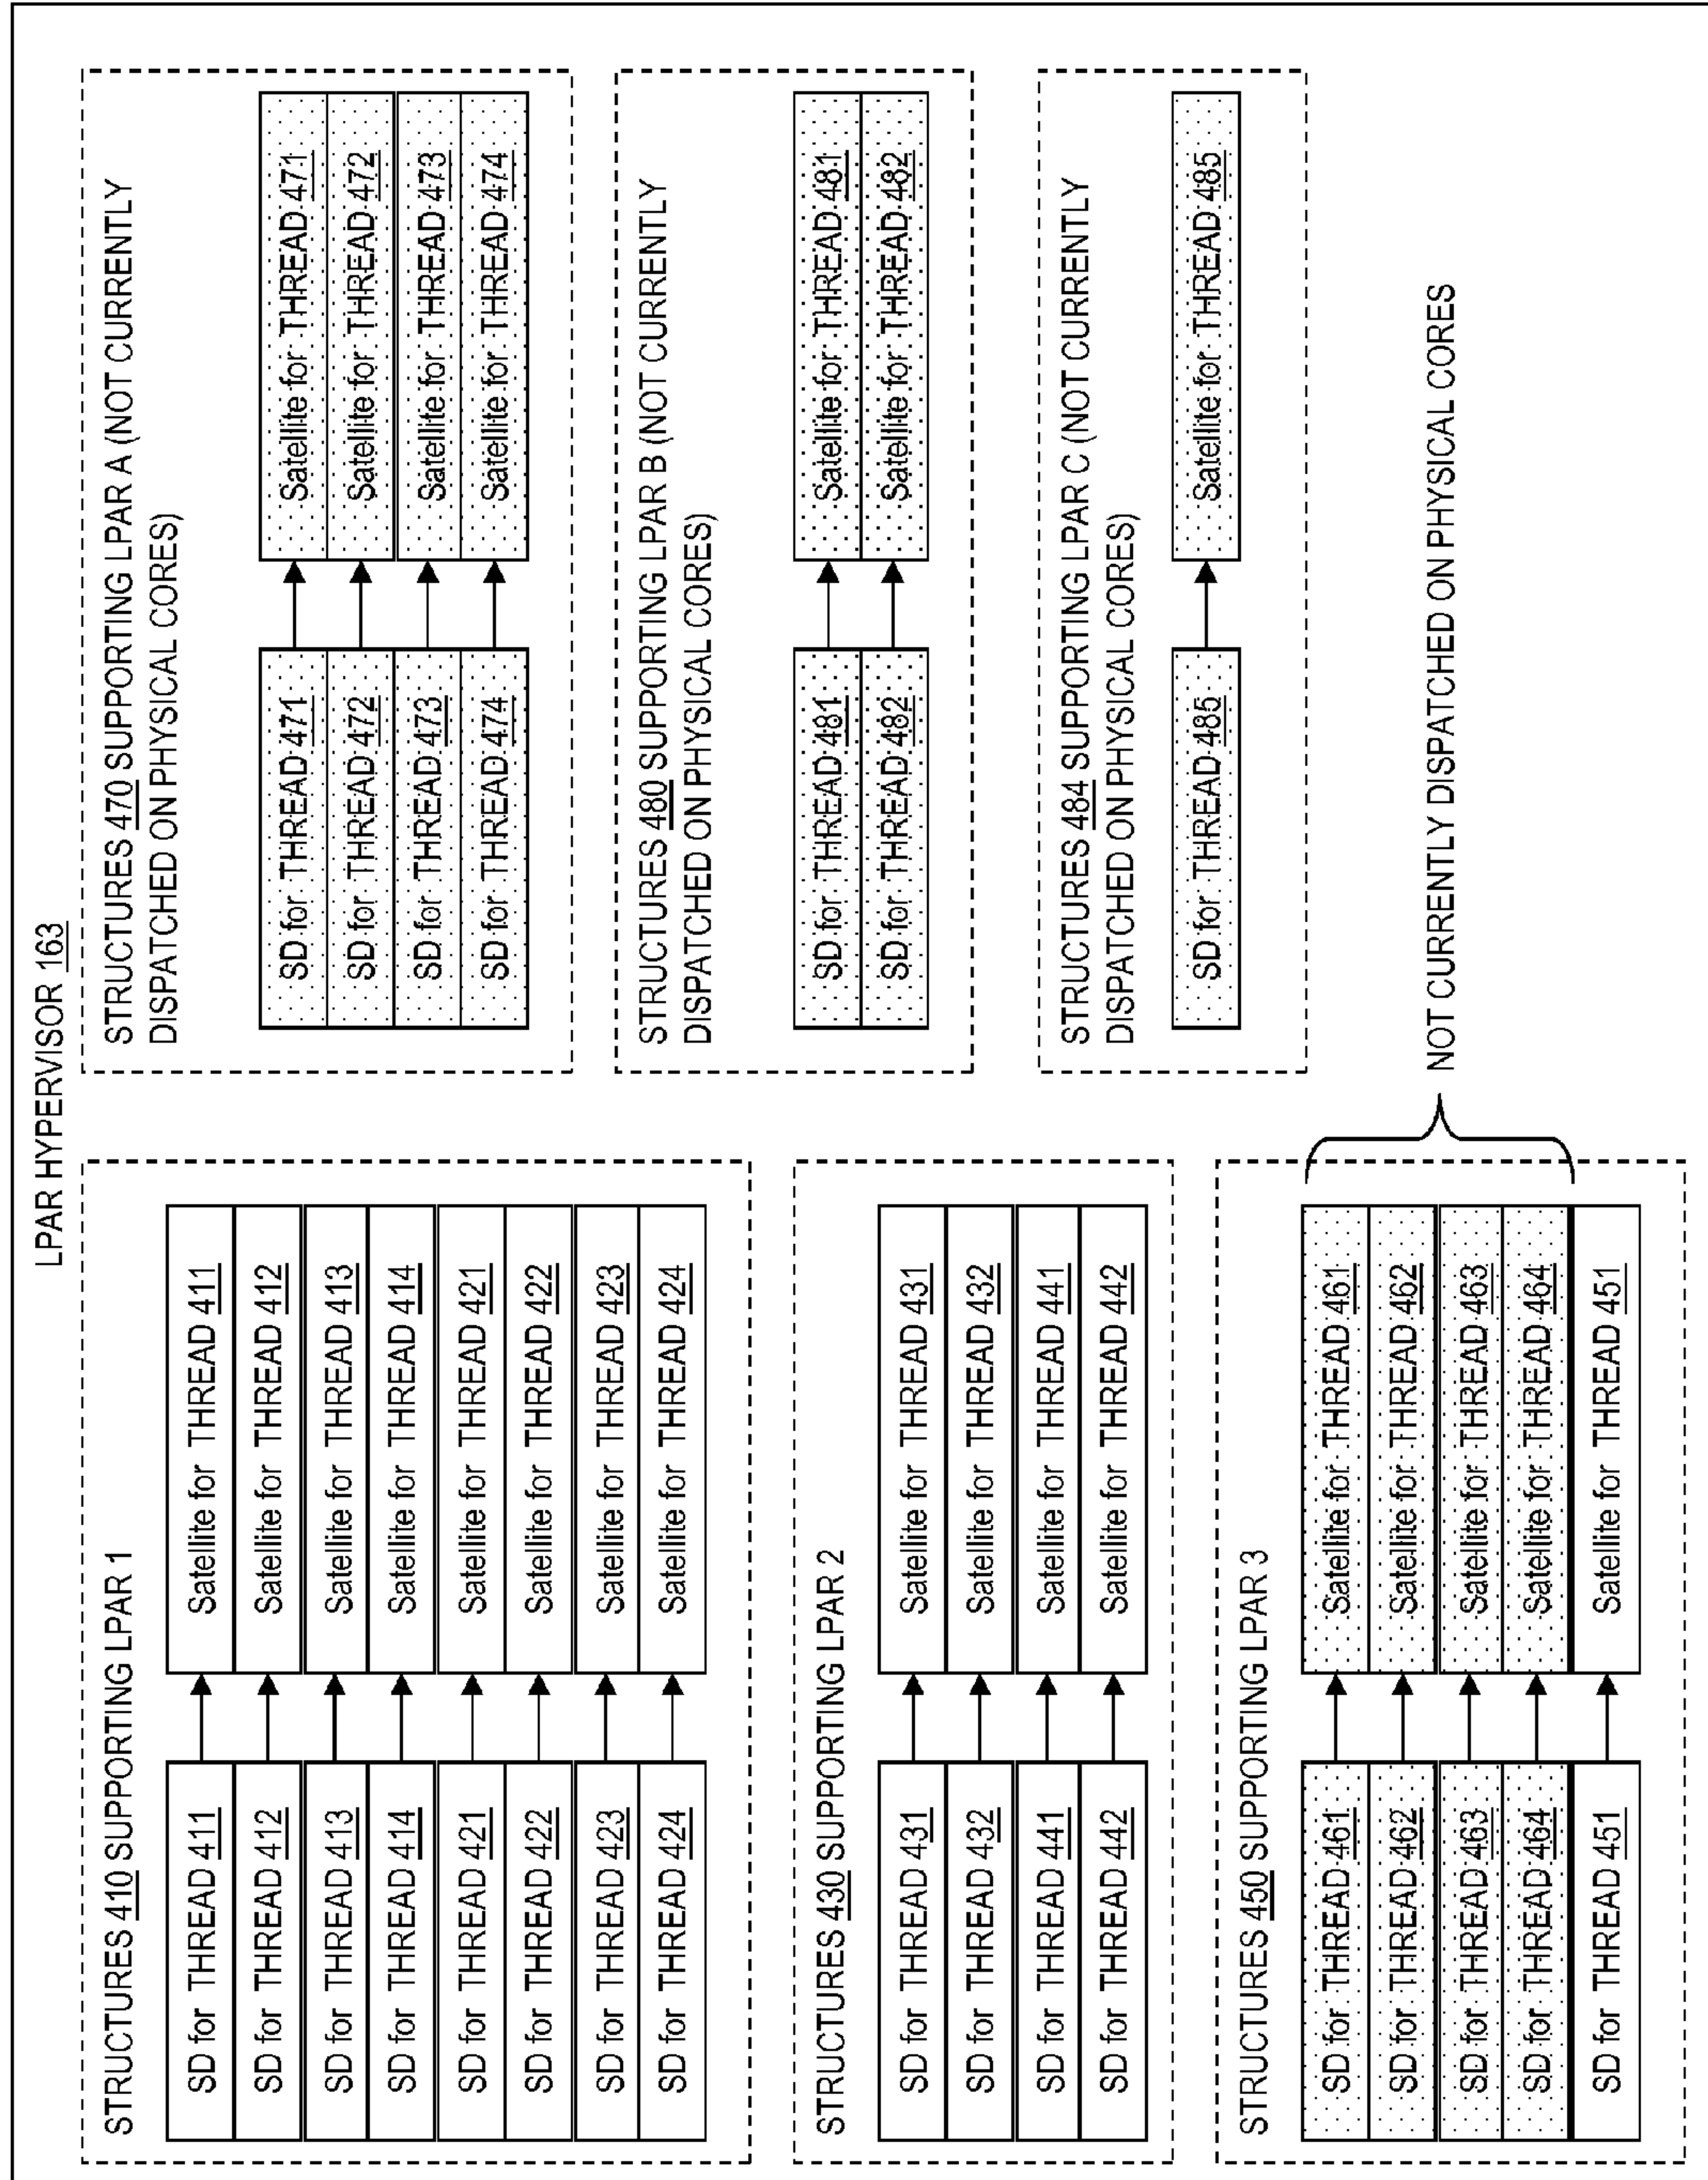 LPAR HYPERVISOR 163
STRUCTURES 410 SUPPORTING LPAR 1
SD for THREAD 411
Satellite for THREAD 411
SD for THREAD 412
Satellite for THREAD 412
SD for THREAD 413
Satellite for THREAD 413
SD for THREAD 414
Satellite for THREAD 414
SD for THREAD 421
Satellite for THREAD 421
SD for THREAD 422
Satellite for THREAD 422
SD for THREAD 423
Satellite for THREAD 423
SD for THREAD 424
Satellite for THREAD 424
STRUCTURES 430 SUPPORTING LPAR 2
SD for THREAD 431
Satellite for THREAD 431
SD for THREAD 432
Satellite for THREAD 432
SD for THREAD 441
Satellite for THREAD 441
SD for THREAD 442
Satellite for THREAD 442
STRUCTURES 450 SUPPORTING LPAR 3
SD for THREAD 461
Satellite for THREAD 461
SD for THREAD 462
Satellite for THREAD 462
SD for THREAD 463
Satellite for THREAD 463
SD for THREAD 464
Satellite for THREAD 464
SD for THREAD 451
Satellite for THREAD 451
STRUCTURES 470 SUPPORTING LPAR A (NOT CURRENTLY
DISPATCHED ON PHYSICAL CORES)
SD for THREAD 471
Satellite for THREAD 471
SD for THREAD 472
Satellite for THREAD 472
SD for THREAD 473
Satellite for THREAD 473
SD for THREAD 474
Satellite for THREAD 474
STRUCTURES 480 SUPPORTING LPAR B (NOT CURRENTLY
DISPATCHED ON PHYSICAL CORES)
SD for THREAD 481
Satellite for THREAD 481
SD for THREAD 482
Satellite for THREAD 482
STRUCTURES 484 SUPPORTING LPAR C (NOT CURRENTLY
DISPATCHED ON PHYSICAL CORES)
SD for THREAD 485
Satellite for THREAD 485
NOT CURRENTLY DISPATCHED ON PHYSICAL CORES